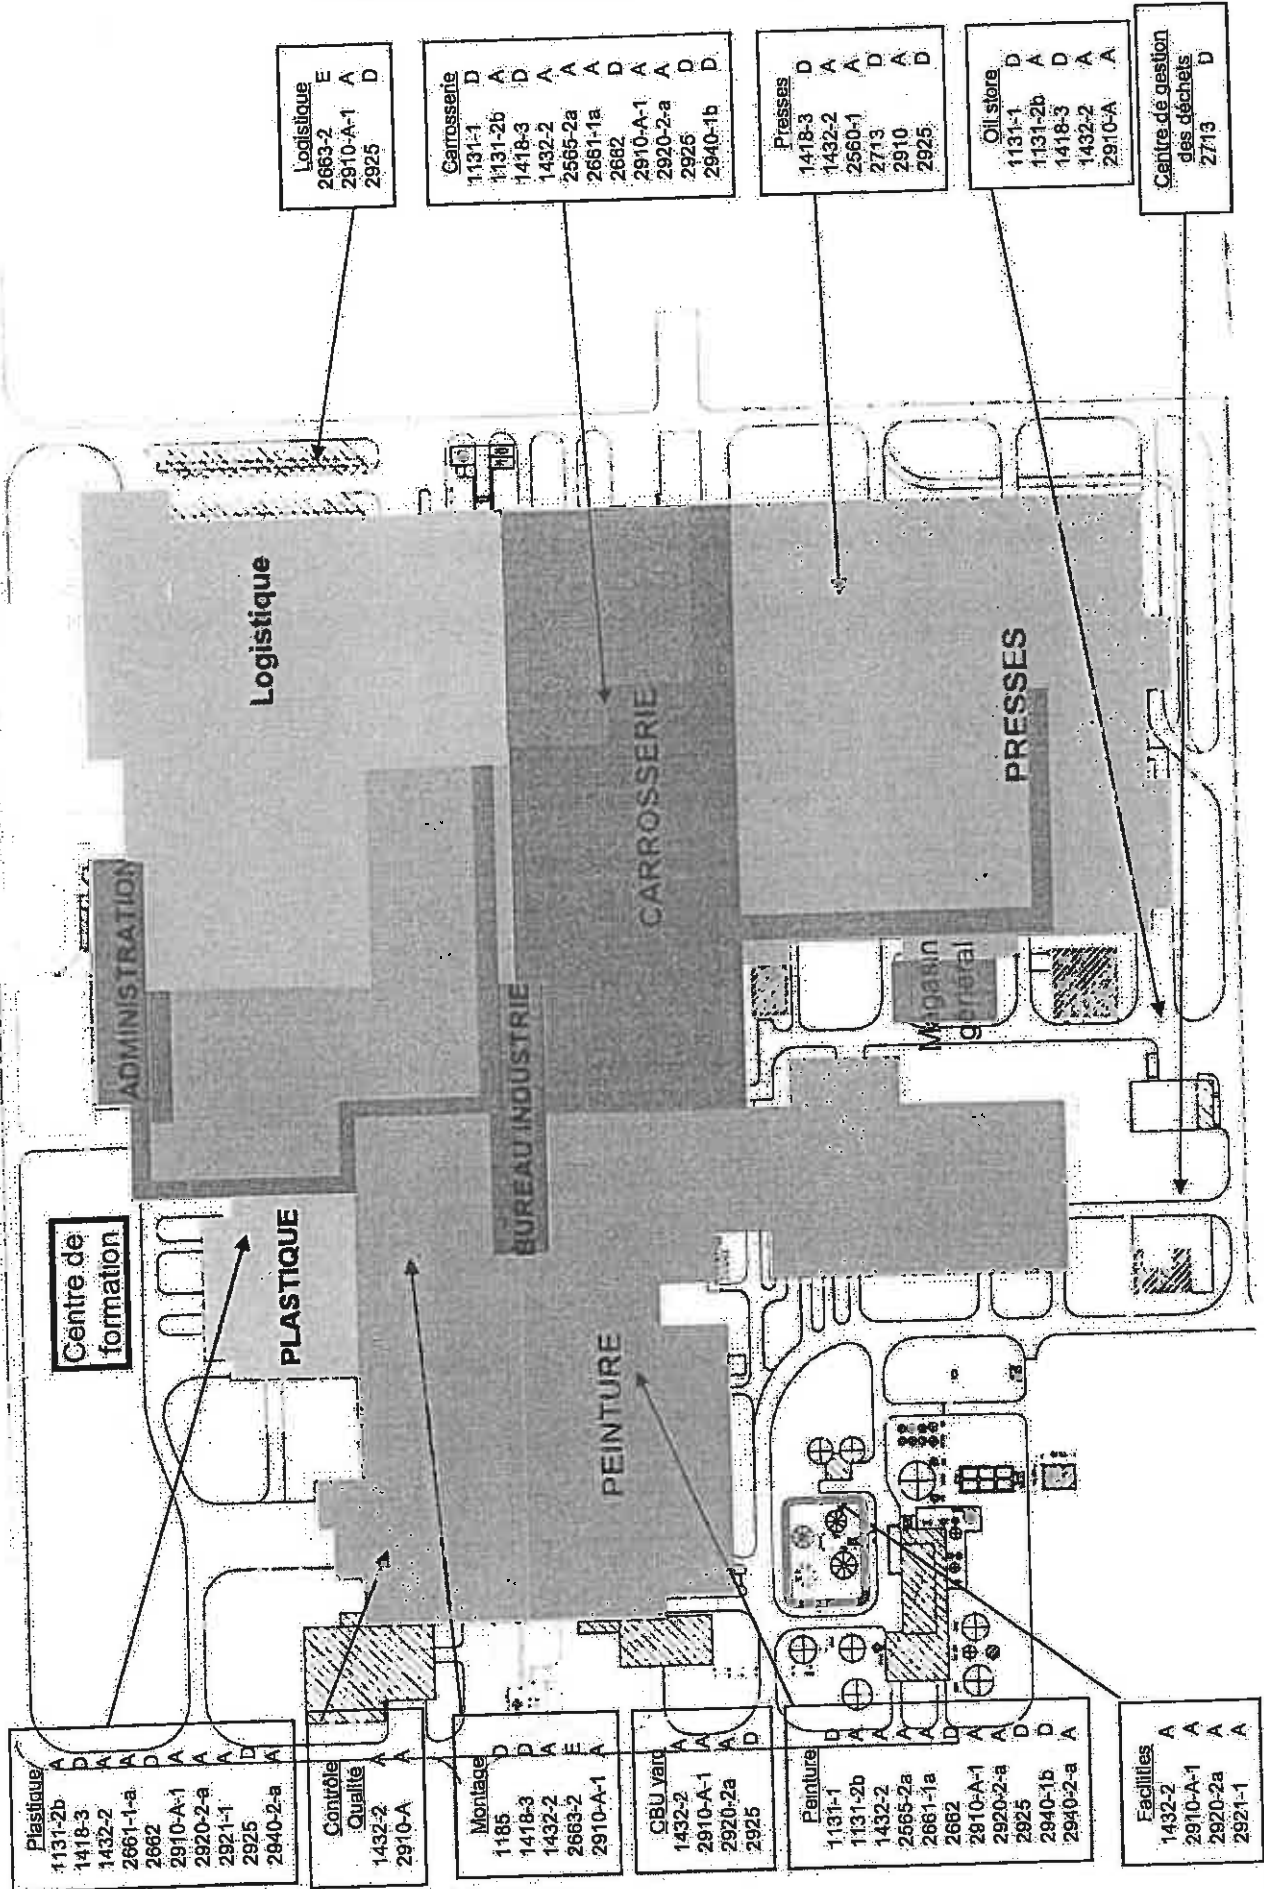 Logistique
2663-2 E
2910-A-1 A
2925 D
Carrosserie
1131-1 D
1131-2b A
1418-3 D
1432-2 A
2565-2a A
2661-1a A
2662 D
2910-A-1 A
2920-2-a A
2925 D
2940-1b D
Presses
1418-3 D
1432-2 A
2560-1 A
2713 D
2910 A
2925 D
Oil store
1131-1 D
1131-2b A
1418-3 D
1432-2 A
2910-A A
Centre de gestion
des déchets
2713 D
Logistique
CARROSSERIE
PRESSES
ADMINISTRATION
BUREAU INDUSTRIE
Magasin
général
Centre de
formation
PLASTIQUE
PEINTURE
Plastique
1131-2b A
1418-3 D
1432-2 A
2661-1-a A
2662 D
2910-A-1 A
2920-2-a A
2921-1 A
2925 D
2940-2-a A
Contrôle
Qualité
1432-2 A
2910-A A
Montage
1185 D
1418-3 D
1432-2 A
2663-2 E
2910-A-1 A
CBU yard
1432-2 A
2910-A-1 A
2920-2a A
2925 D
Peinture
1131-1 D
1131-2b A
1432-2 A
2565-2a A
2661-1a A
2662 D
2910-A-1 A
2920-2-a A
2925 D
2940-1b D
2940-2-a A
Facilities
1432-2 A
2910-A-1 A
2920-2a A
2921-1 A